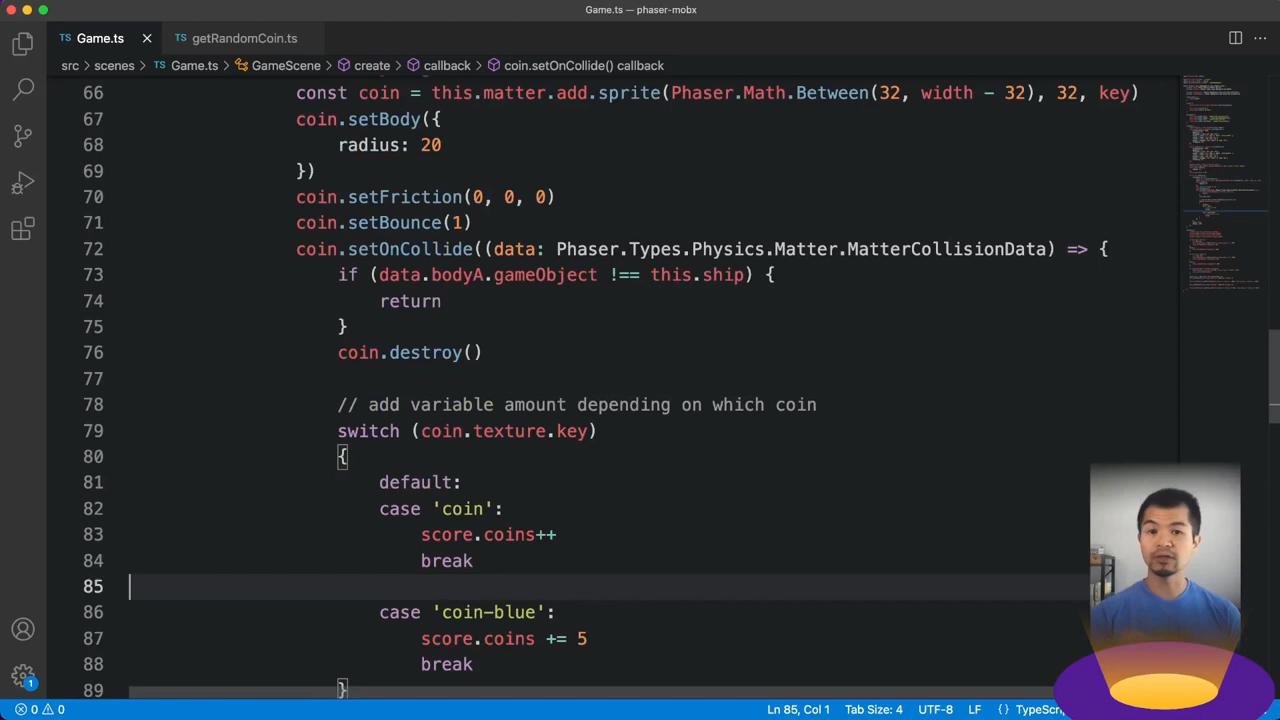 Game.ts — phaser-mobx
TS Game.ts
TS getRandomCoin.ts
src scenes TS Game.ts GameScene create callback coin.setOnCollide() callback
66 const coin = this.matter.add.sprite(Phaser.Math.Between(32, width - 32), 32, key)
67 coin.setBody({
68 radius: 20
69 })
70 coin.setFriction(0, 0, 0)
71 coin.setBounce(1)
72 coin.setOnCollide((data: Phaser.Types.Physics.Matter.MatterCollisionData) => {
73 if (data.bodyA.gameObject !== this.ship) {
74 return
75 }
76 coin.destroy()
77
78 // add variable amount depending on which coin
79 switch (coin.texture.key)
80 {
81 default:
82 case 'coin':
83 score.coins++
84 break
85
86 case 'coin-blue':
87 score.coins += 5
88 break
89 }
1
0 0 Ln 85, Col 1 Tab Size: 4 UTF-8 LF {} TypeScri